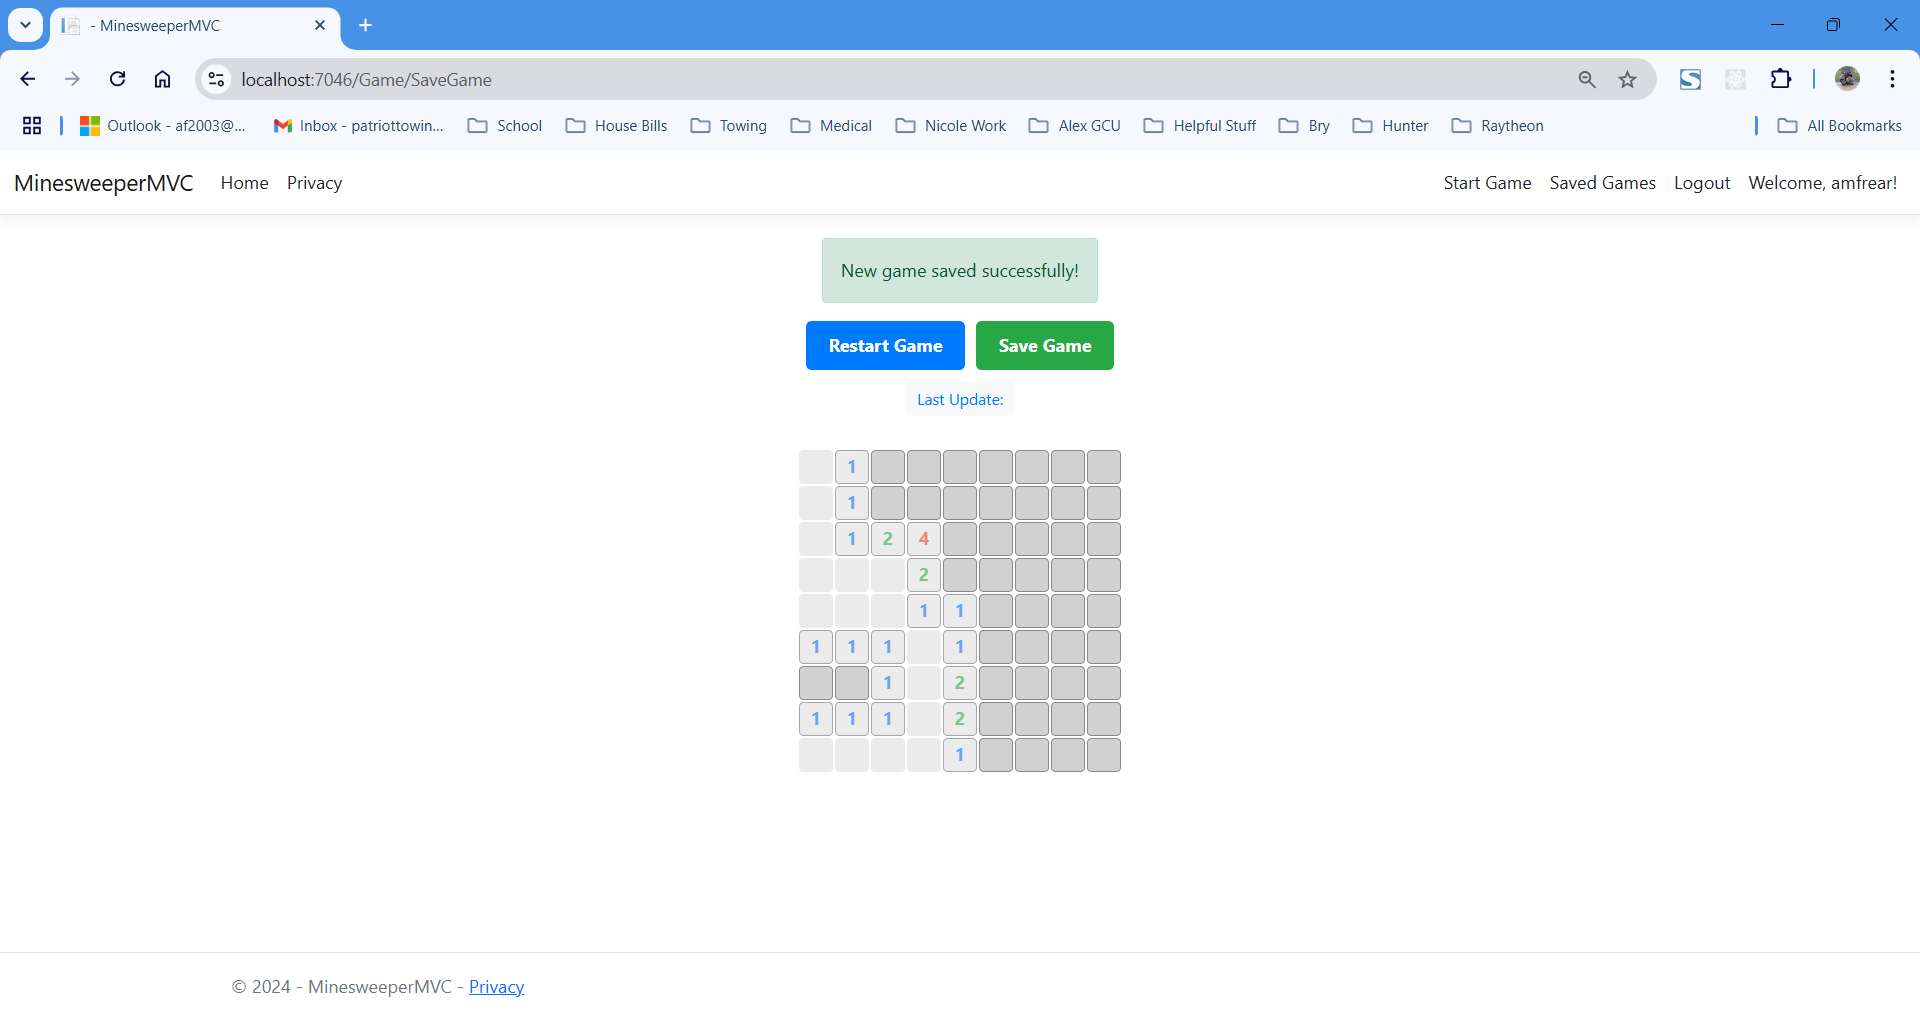 - MinesweeperMVC
localhost:7046/Game/SaveGame
Outlook - af2003@... Inbox - patriottowin... School House Bills Towing Medical Nicole Work Alex GCU Helpful Stuff Bry Hunter Raytheon All Bookmarks
MinesweeperMVC Home Privacy Start Game Saved Games Logout Welcome, amfrear!
New game saved successfully!
Restart Game Save Game
Last Update:
1
1
1 2 4
2
1 1
1 1 1 1
1 2
1 1 1 2
1
© 2024 - MinesweeperMVC - Privacy